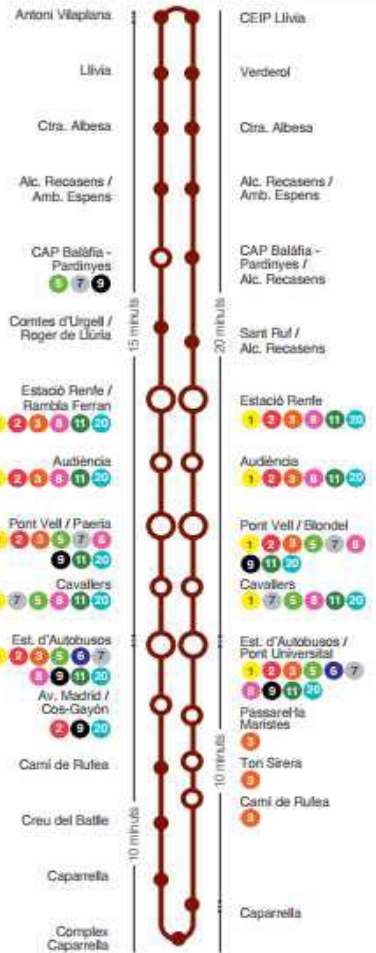 Antoni Vilaplana
Llívia
Ctra. Albesa
Alc. Recasens /
Amb. Espens
CAP Balàfia -
Pardinyes
5 7 9
Comtes d'Urgell /
Roger de Llúria
15 minuts
Estació Renfe /
Rambla Ferran
1 2 3 8 11 20
Audiència
1 2 3 8 11 20
Pont Vell / Paeria
1 2 3 5 7 8
9 11 20
Cavallers
1 7 5 8 11 20
Est. d'Autobusos
1 2 3 5 6 7
8 9 11 20
Av. Madrid /
Cos-Gayón
2 9 20
Camí de Rufea
10 minuts
Creu del Batlle
Caparrella
Complex
Caparrella
CEIP Llívia
Verderol
Ctra. Albesa
Alc. Recasens /
Amb. Espens
CAP Balàfia -
Pardinyes /
Alc. Recasens
20 minuts
Sant Ruf /
Alc. Recasens
Estació Renfe
1 2 3 8 11 20
Audiència
1 2 3 8 11 20
Pont Vell / Blondel
1 2 3 5 7 8
9 11 20
Cavallers
1 7 5 8 11 20
Est. d'Autobusos /
Pont Universitat
1 2 3 5 6 7
8 9 11 20
Passarel·la
Maristes
3
Ton Sirera
3
Camí de Rufea
3
10 minuts
Caparrella